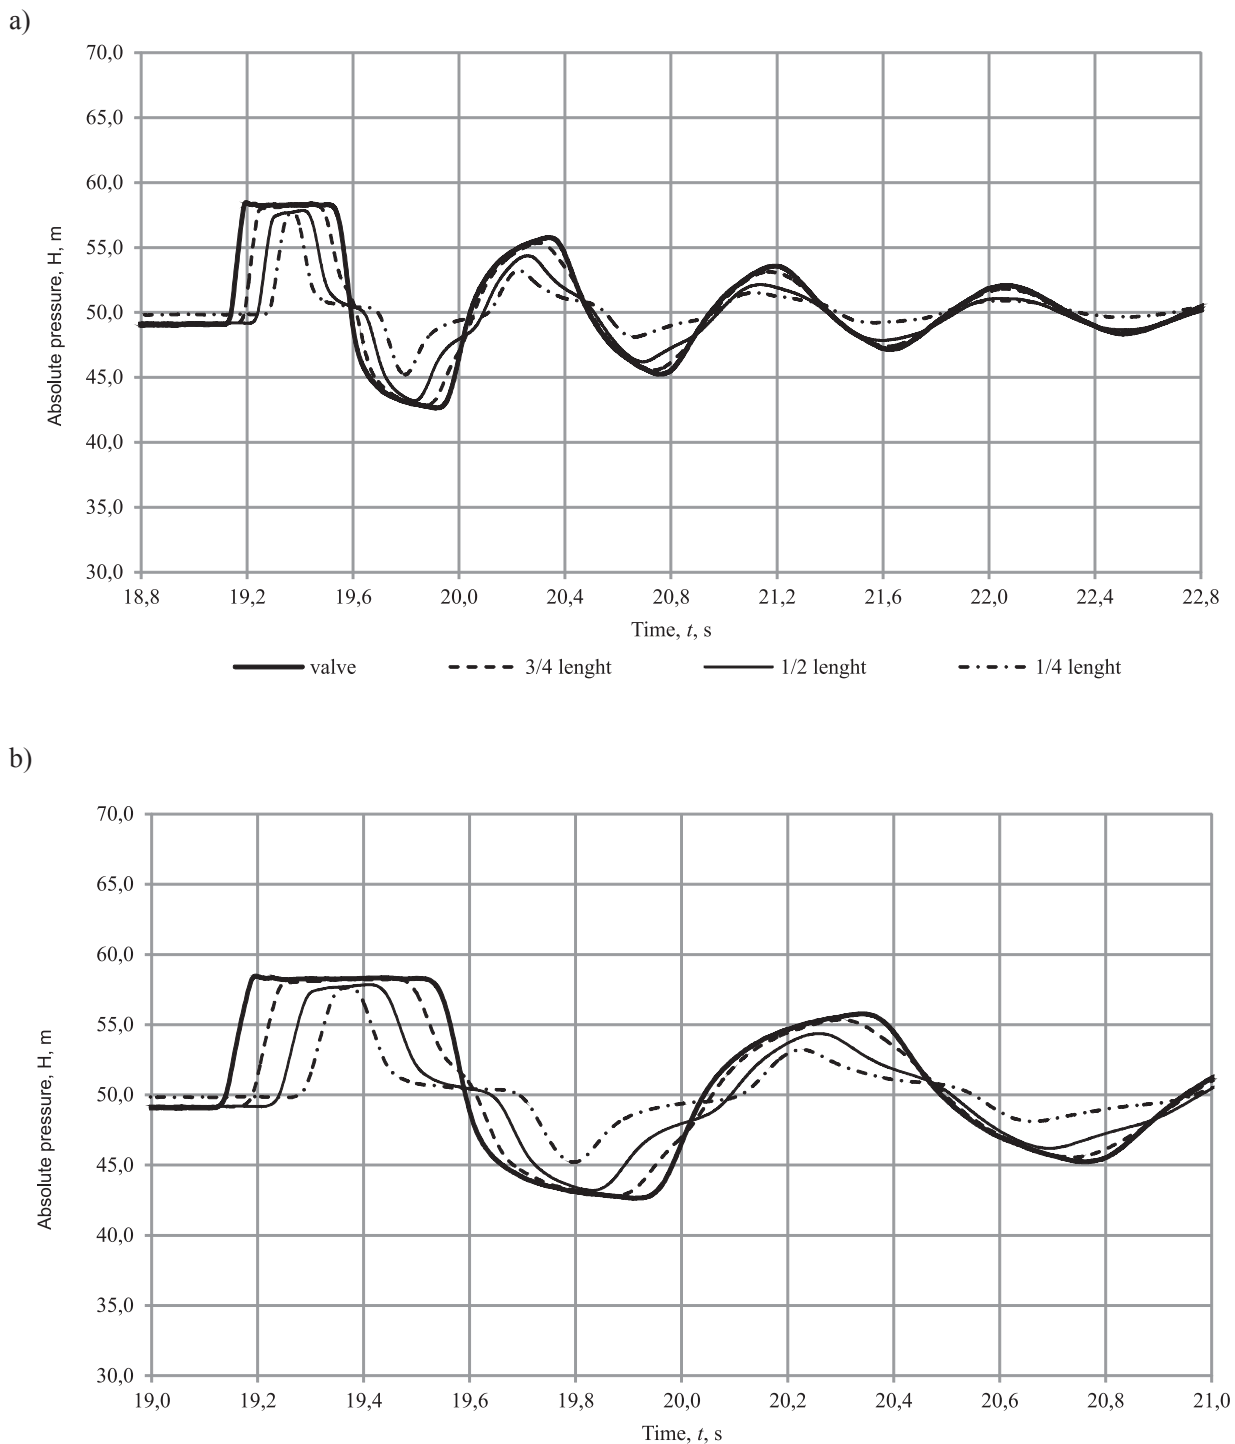 a)
70,0
65,0
60,0
55,0
50,0
45,0
40,0
35,0
30,0
Absolute pressure, H, m
18,8 19,2 19,6 20,0 20,4 20,8 21,2 21,6 22,0 22,4 22,8
Time, t, s
valve 3/4 lenght 1/2 lenght 1/4 lenght
b)
70,0
65,0
60,0
55,0
50,0
45,0
40,0
35,0
30,0
Absolute pressure, H, m
19,0 19,2 19,4 19,6 19,8 20,0 20,2 20,4 20,6 20,8 21,0
Time, t, s